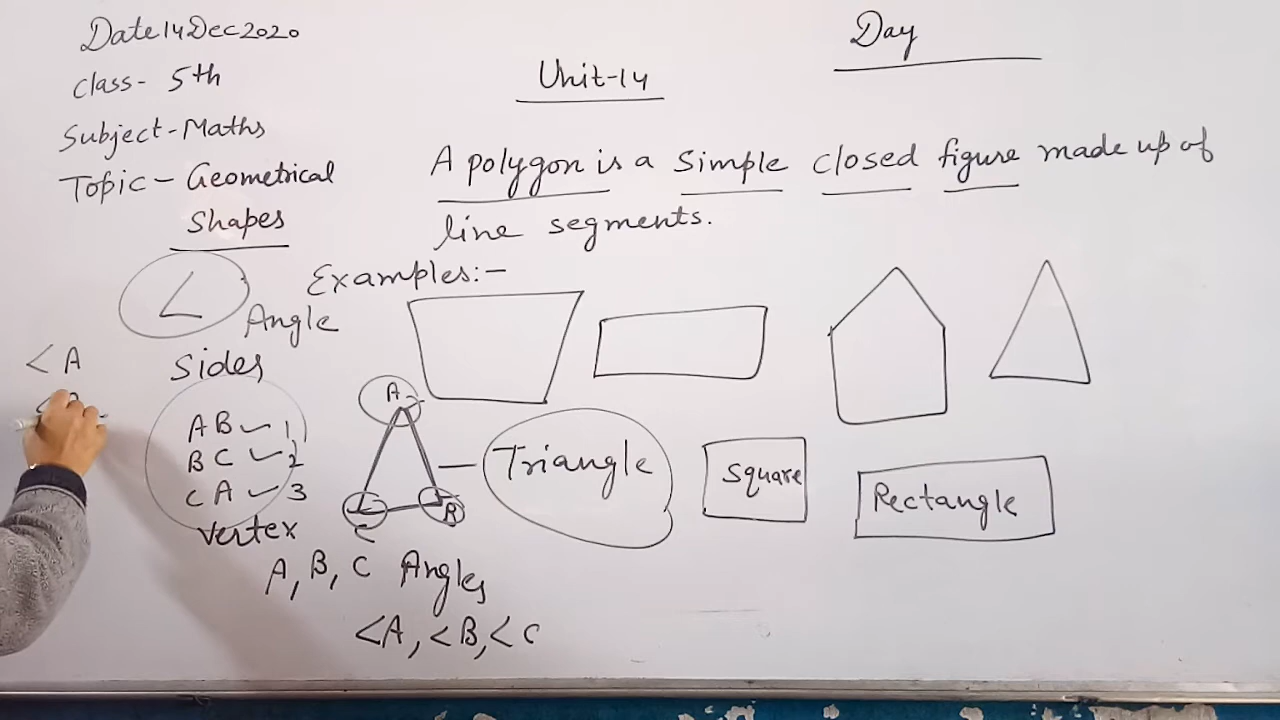 Date 14 Dec 2020
Class- 5th
Subject-Maths
Topic- Geometrical
Shapes
Day
Unit-14
A polygon is a simple closed figure made up of
line segments.
Examples:-
Angle
<A
Sides
AB - 1
BC - 2
CA - 3
Vertex
A, B, C
A
B
C
Triangle
Square
Rectangle
Angles
<A, <B, <C